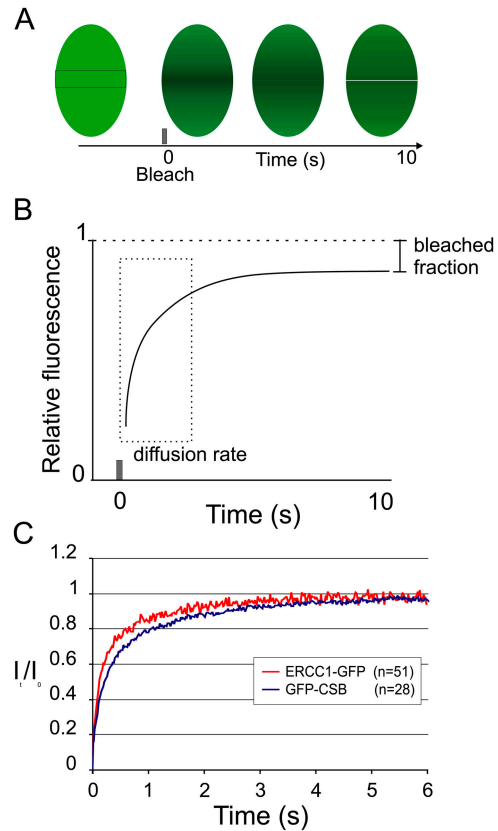 A
0
Time (s)
10
Bleach
B
1
bleached
fraction
Relative fluorescence
diffusion rate
0
0
10
Time (s)
C
1.2
1
0.8
0.6
0.4
0.2
0
It/I0
ERCC1-GFP (n=51)
GFP-CSB (n=28)
0 1 2 3 4 5 6
Time (s)